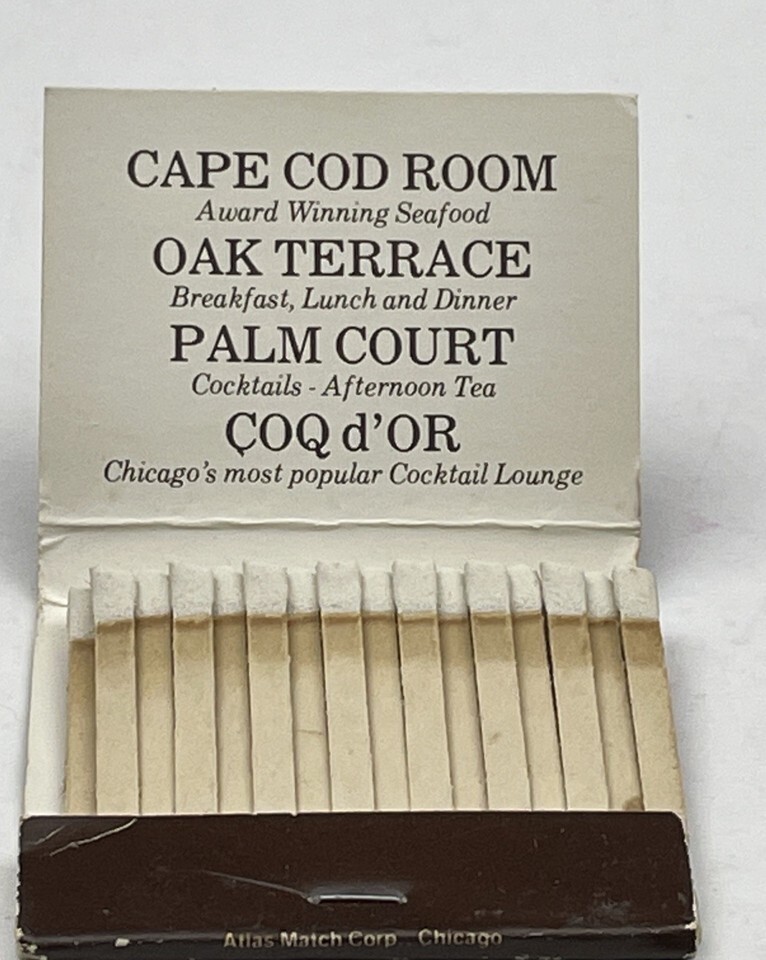 CAPE COD ROOM
Award Winning Seafood
OAK TERRACE
Breakfast, Lunch and Dinner
PALM COURT
Cocktails - Afternoon Tea
ÇOQ d'OR
Chicago's most popular Cocktail Lounge
Atlas Match Corp Chicago